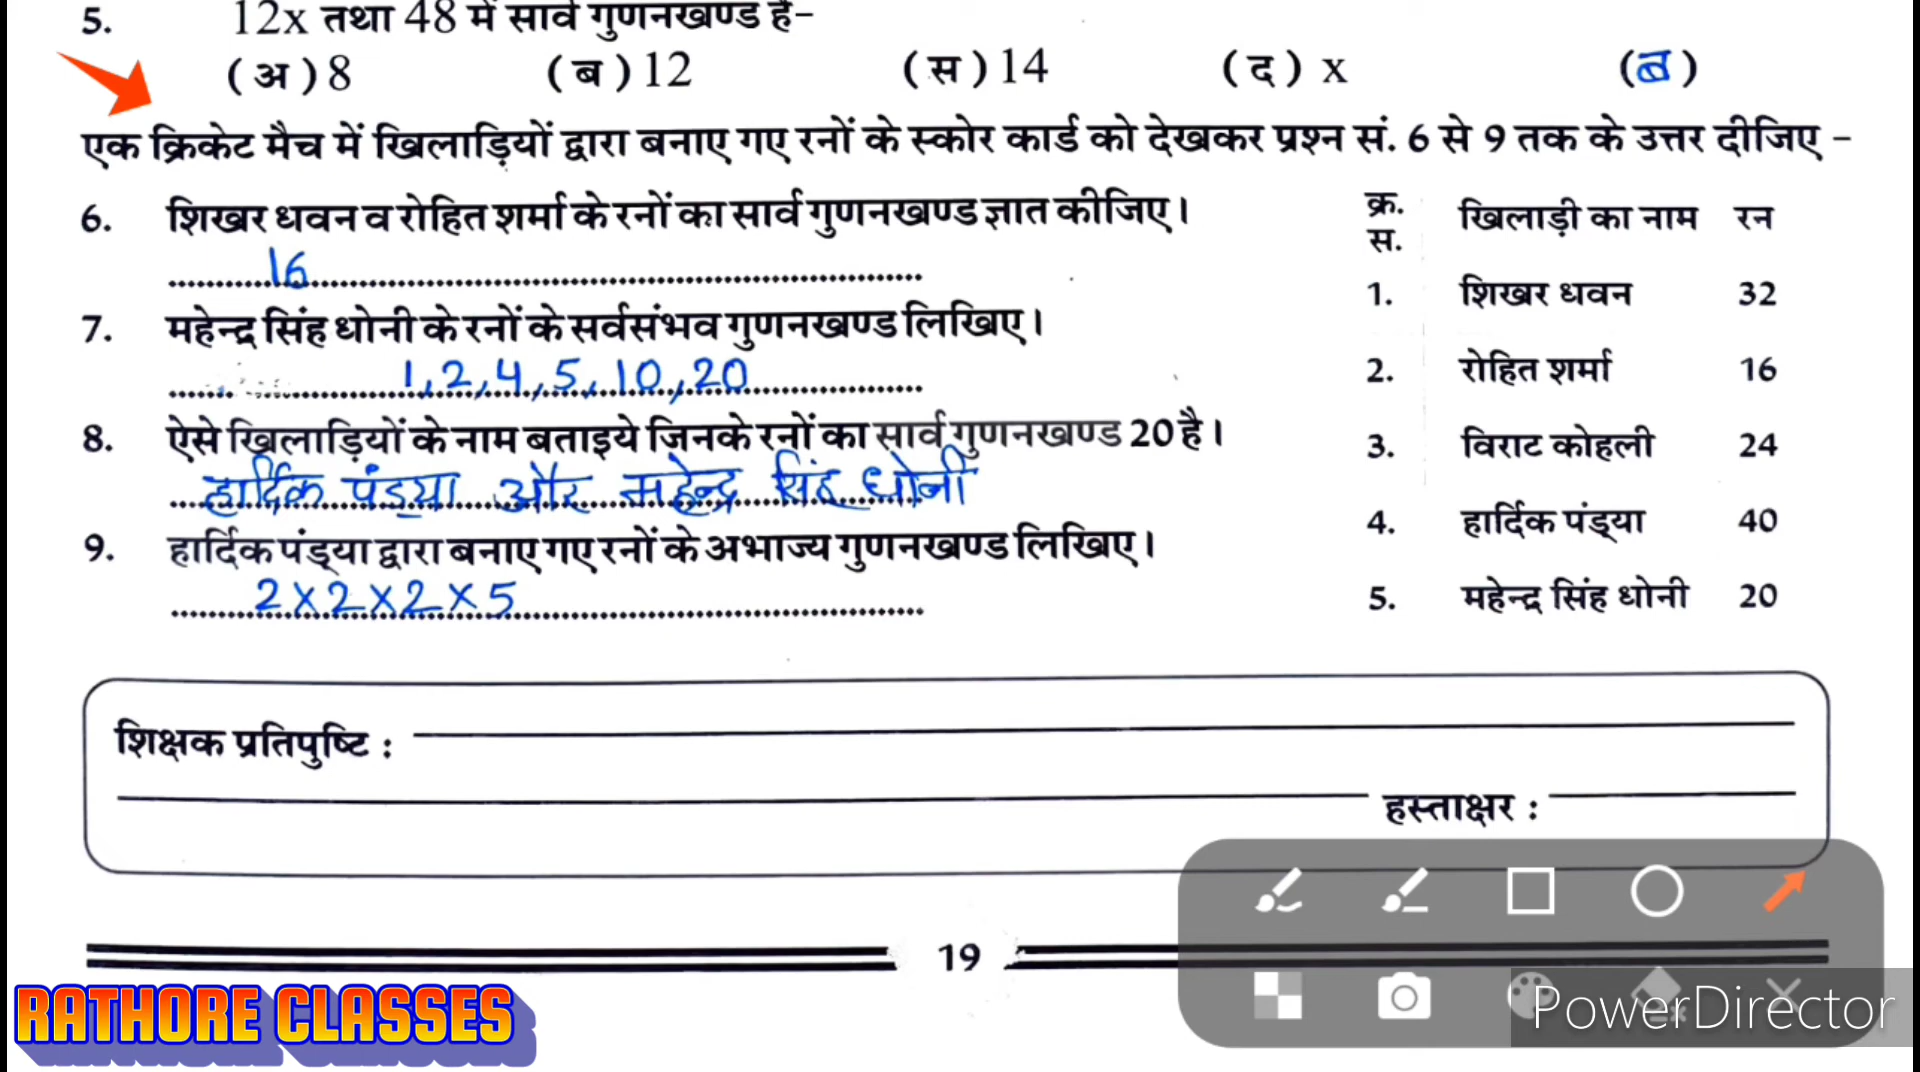 5. 12x तथा 48 में सार्व गुणनखण्ड है-
(अ) 8 (ब) 12 (स) 14 (द) x (ब)
एक क्रिकेट मैच में खिलाड़ियों द्वारा बनाए गए रनों के स्कोर कार्ड को देखकर प्रश्न सं. 6 से 9 तक के उत्तर दीजिए -
6. शिखर धवन व रोहित शर्मा के रनों का सार्व गुणनखण्ड ज्ञात कीजिए।
16
7. महेन्द्र सिंह धोनी के रनों के सर्वसंभव गुणनखण्ड लिखिए।
1, 2, 4, 5, 10, 20
8. ऐसे खिलाड़ियों के नाम बताइये जिनके रनों का सार्व गुणनखण्ड 20 है।
हार्दिक पंड्या और महेन्द्र सिंह धोनी
9. हार्दिक पंड्या द्वारा बनाए गए रनों के अभाज्य गुणनखण्ड लिखिए।
2×2×2×5
क्र. स. खिलाड़ी का नाम रन
1. शिखर धवन 32
2. रोहित शर्मा 16
3. विराट कोहली 24
4. हार्दिक पंड्या 40
5. महेन्द्र सिंह धोनी 20
शिक्षक प्रतिपुष्टि :
हस्ताक्षर :
19
RATHORE CLASSES
PowerDirector